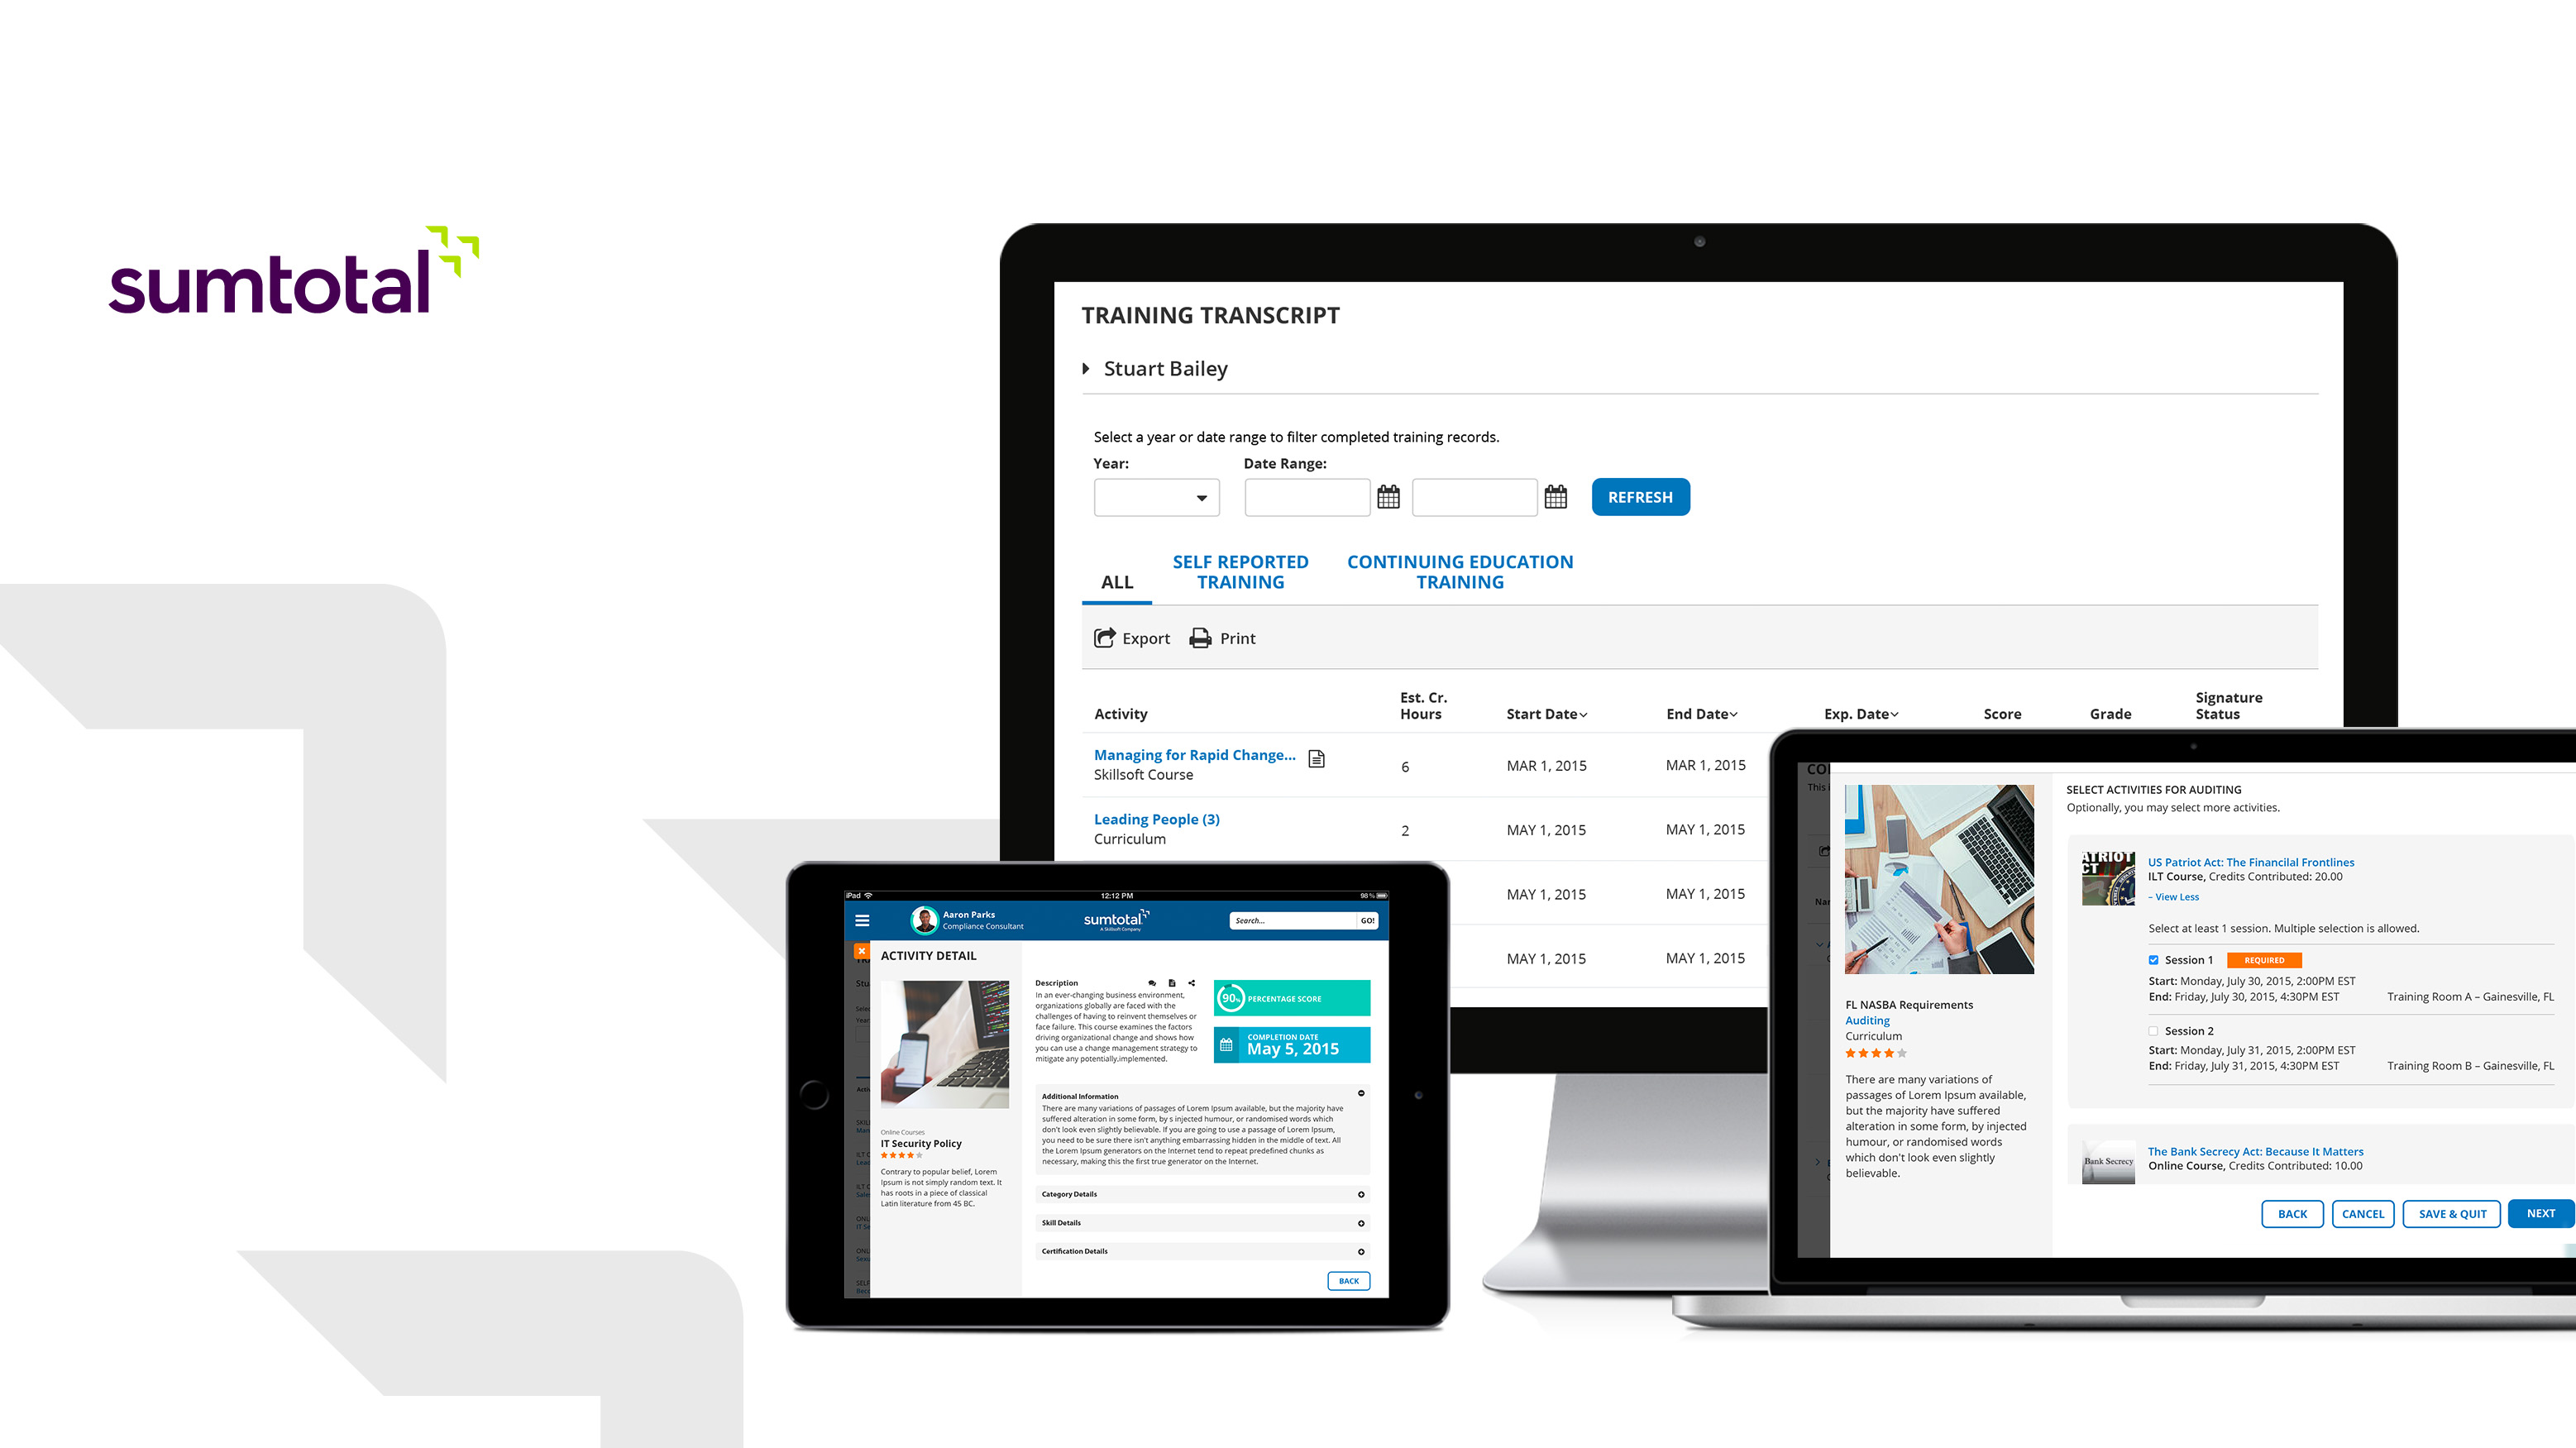 sumtotal
TRAINING TRANSCRIPT
Stuart Bailey
Select a year or date range to filter completed training records.
Year: Date Range:
REFRESH
ALL
SELF REPORTED
TRAINING
CONTINUING EDUCATION
TRAINING
Export Print
Activity
Est. Cr.
Hours
Start Date
End Date
Exp. Date
Score
Grade
Signature
Status
Managing for Rapid Change...
Skillsoft Course
6 MAR 1, 2015 MAR 1, 2015
Leading People (3)
Curriculum
2 MAY 1, 2015 MAY 1, 2015
MAY 1, 2015 MAY 1, 2015
MAY 1, 2015 MAY 1, 2015
iPad 12:12 PM 98%
Aaron Parks
Compliance Consultant
sumtotal
A Skillsoft Company
Search... GO!
ACTIVITY DETAIL
Online Courses
IT Security Policy
Contrary to popular belief, Lorem
Ipsum is not simply random text. It
has roots in a piece of classical
Latin literature from 45 BC.
Description
In an ever-changing business environment,
organizations globally are faced with the
challenges of having to reinvent themselves or
face failure. This course examines the factors
driving organizational change and shows how
you can use a change management strategy to
mitigate any potentially.implemented.
90% PERCENTAGE SCORE
COMPLETION DATE
May 5, 2015
Additional Information
There are many variations of passages of Lorem Ipsum available, but the majority have
suffered alteration in some form, by s injected humour, or randomised words which
don't look even slightly believable. If you are going to use a passage of Lorem Ipsum,
you need to be sure there isn't anything embarrassing hidden in the middle of text. All
the Lorem Ipsum generators on the Internet tend to repeat predefined chunks as
necessary, making this the first true generator on the Internet.
Category Details
Skill Details
Certification Details
BACK
FL NASBA Requirements
Auditing
Curriculum
There are many variations of
passages of Lorem Ipsum available,
but the majority have suffered
alteration in some form, by injected
humour, or randomised words
which don't look even slightly
believable.
SELECT ACTIVITIES FOR AUDITING
Optionally, you may select more activities.
US Patriot Act: The Financilal Frontlines
ILT Course, Credits Contributed: 20.00
– View Less
Select at least 1 session. Multiple selection is allowed.
Session 1 REQUIRED
Start: Monday, July 30, 2015, 2:00PM EST
End: Friday, July 30, 2015, 4:30PM EST Training Room A – Gainesville, FL
Session 2
Start: Monday, July 31, 2015, 2:00PM EST
End: Friday, July 31, 2015, 4:30PM EST Training Room B – Gainesville, FL
Bank Secrecy
The Bank Secrecy Act: Because It Matters
Online Course, Credits Contributed: 10.00
BACK CANCEL SAVE & QUIT NEXT